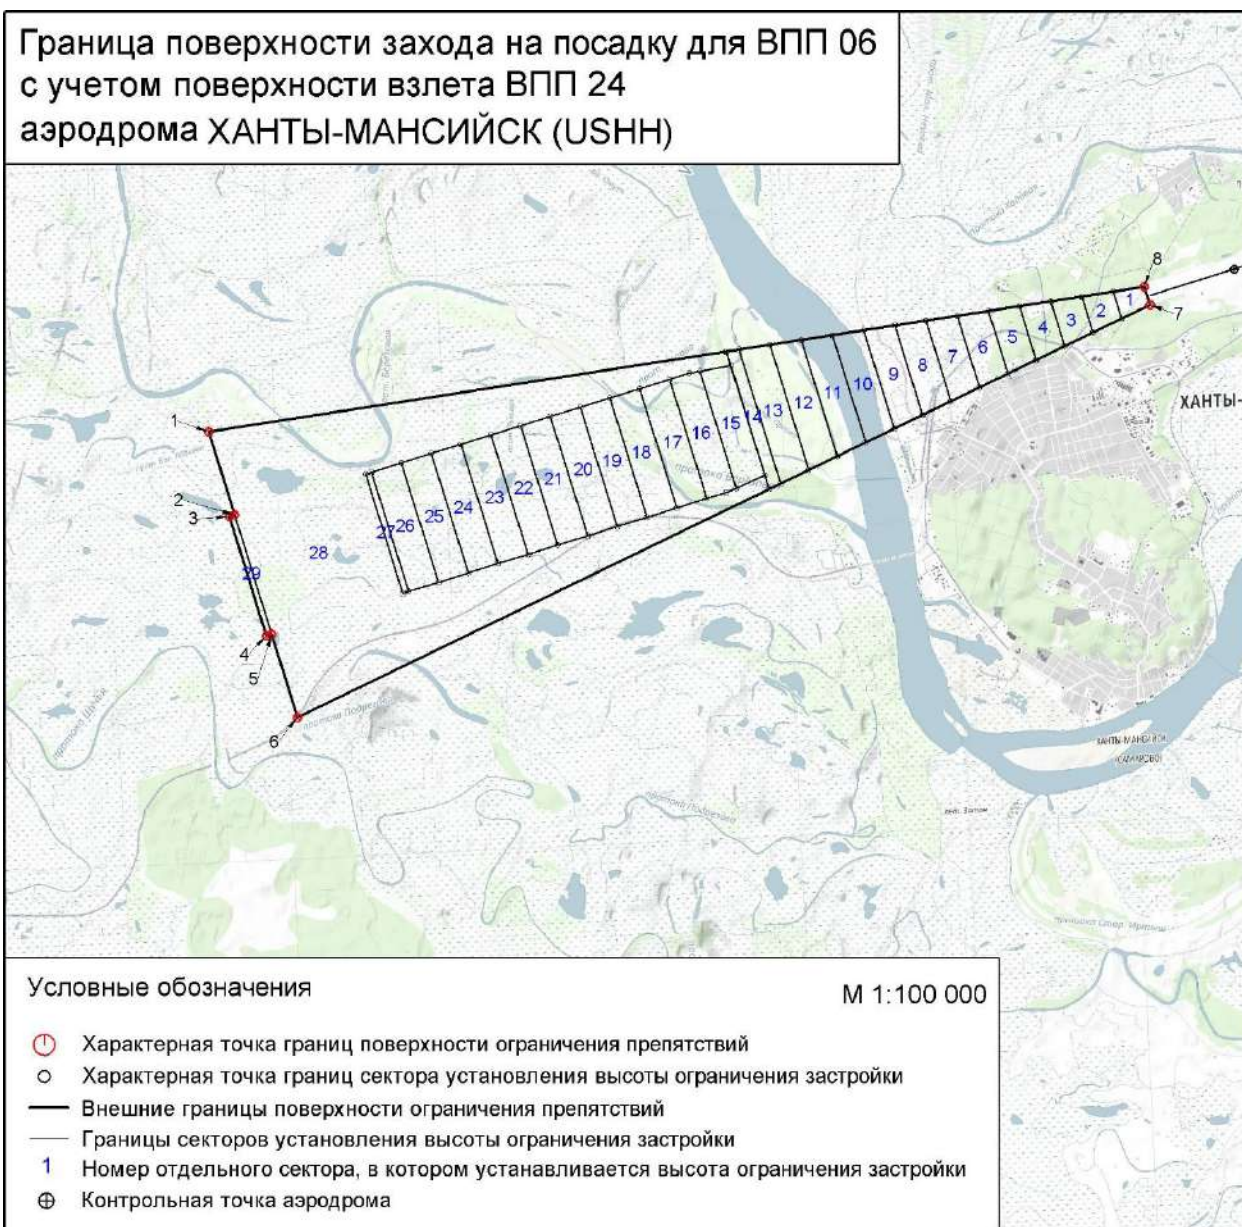 Граница поверхности захода на посадку для ВПП 06
с учетом поверхности взлета ВПП 24
аэродрома ХАНТЫ-МАНСИЙСК (USHH)
8
7
1
2
3
4
5
6
7
8
9
10
11
12
13
14
15
16
17
18
19
20
21
22
23
24
25
26
27
28
29
1
2
3
4
5
6
ХАНТЫ-
протока
ХАНТЫ-МАНСИЙСК
(САМАРОВО)
Условные обозначения
М 1:100 000
Характерная точка границ поверхности ограничения препятствий
Характерная точка границ сектора установления высоты ограничения застройки
Внешние границы поверхности ограничения препятствий
Границы секторов установления высоты ограничения застройки
1 Номер отдельного сектора, в котором устанавливается высота ограничения застройки
Контрольная точка аэродрома